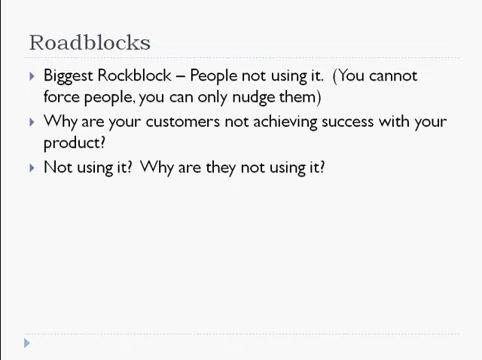 Roadblocks
Biggest Rockblock – People not using it. (You cannot
force people, you can only nudge them)
Why are your customers not achieving success with your
product?
Not using it? Why are they not using it?